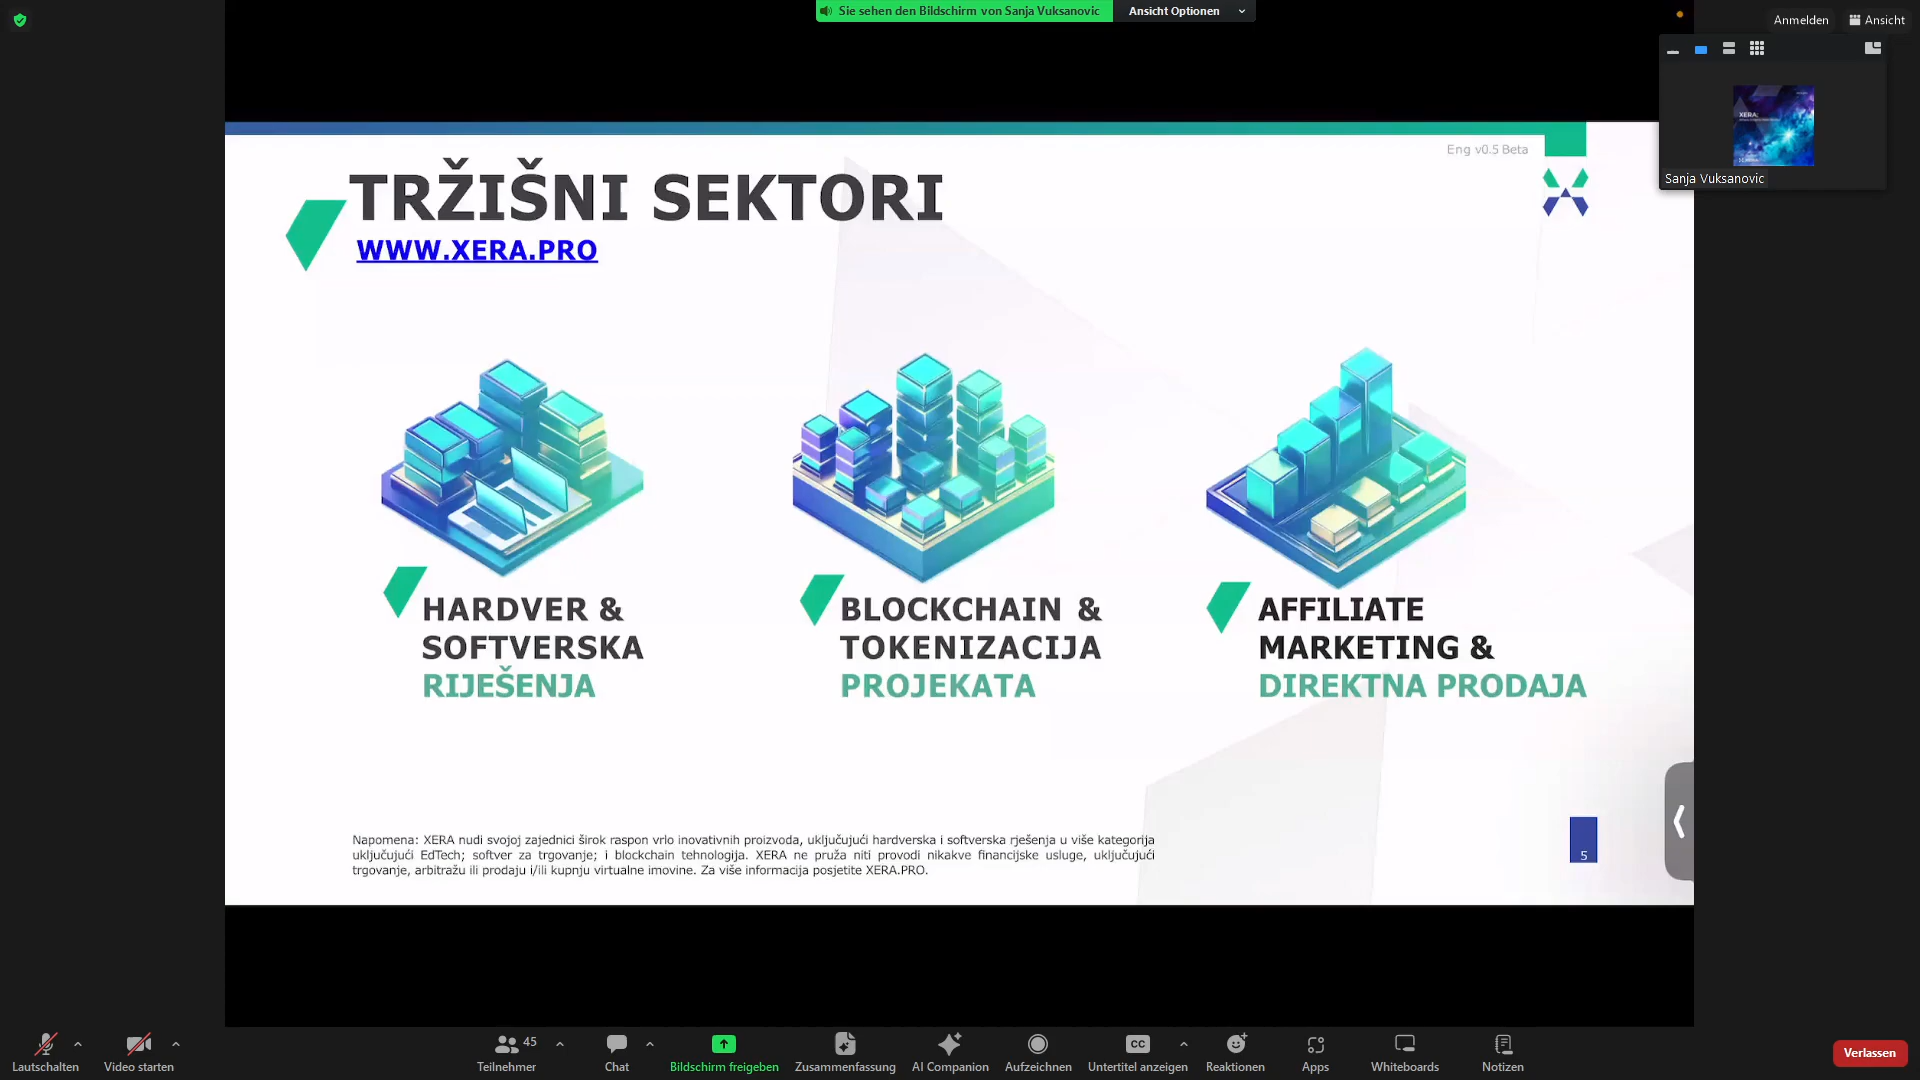 Sie sehen den Bildschirm von Sanja Vuksanovic
Ansicht Optionen
Anmelden
Ansicht
XERA:
Sanja Vuksanovic
Eng v0.5 Beta
TRŽIŠNI SEKTORI
WWW.XERA.PRO
HARDVER &
SOFTVERSKA
RIJEŠENJA
BLOCKCHAIN &
TOKENIZACIJA
PROJEKATA
AFFILIATE
MARKETING &
DIREKTNA PRODAJA
Napomena: XERA nudi svojoj zajednici širok raspon vrlo inovativnih proizvoda, uključujući hardverska i softverska rješenja u više kategorija
uključujući EdTech; softver za trgovanje; i blockchain tehnologija. XERA ne pruža niti provodi nikakve financijske usluge, uključujući
trgovanje, arbitražu ili prodaju i/ili kupnju virtualne imovine. Za više informacija posjetite XERA.PRO.
5
Lautschalten
Video starten
45
Teilnehmer
Chat
Bildschirm freigeben
Zusammenfassung
AI Companion
Aufzeichnen
CC
Untertitel anzeigen
Reaktionen
Apps
Whiteboards
Notizen
Verlassen